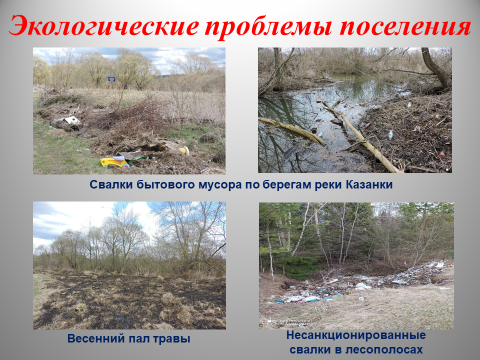 Экологические проблемы поселения
Свалки бытового мусора по берегам реки Казанки
Весенний пал травы
Несанкционированные
свалки в лесополосах